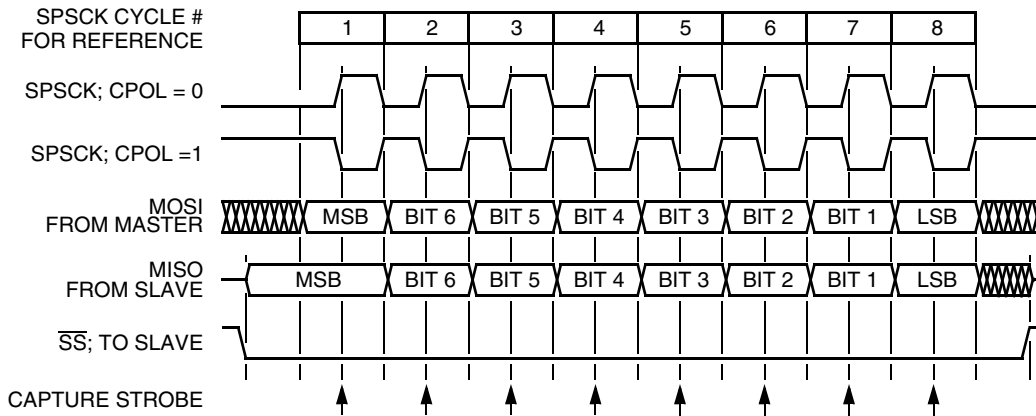 SPSCK CYCLE #
FOR REFERENCE
1 2 3 4 5 6 7 8
SPSCK; CPOL = 0
SPSCK; CPOL =1
MOSI
FROM MASTER
MSB BIT 6 BIT 5 BIT 4 BIT 3 BIT 2 BIT 1 LSB
MISO
FROM SLAVE
MSB BIT 6 BIT 5 BIT 4 BIT 3 BIT 2 BIT 1 LSB
SS; TO SLAVE
CAPTURE STROBE